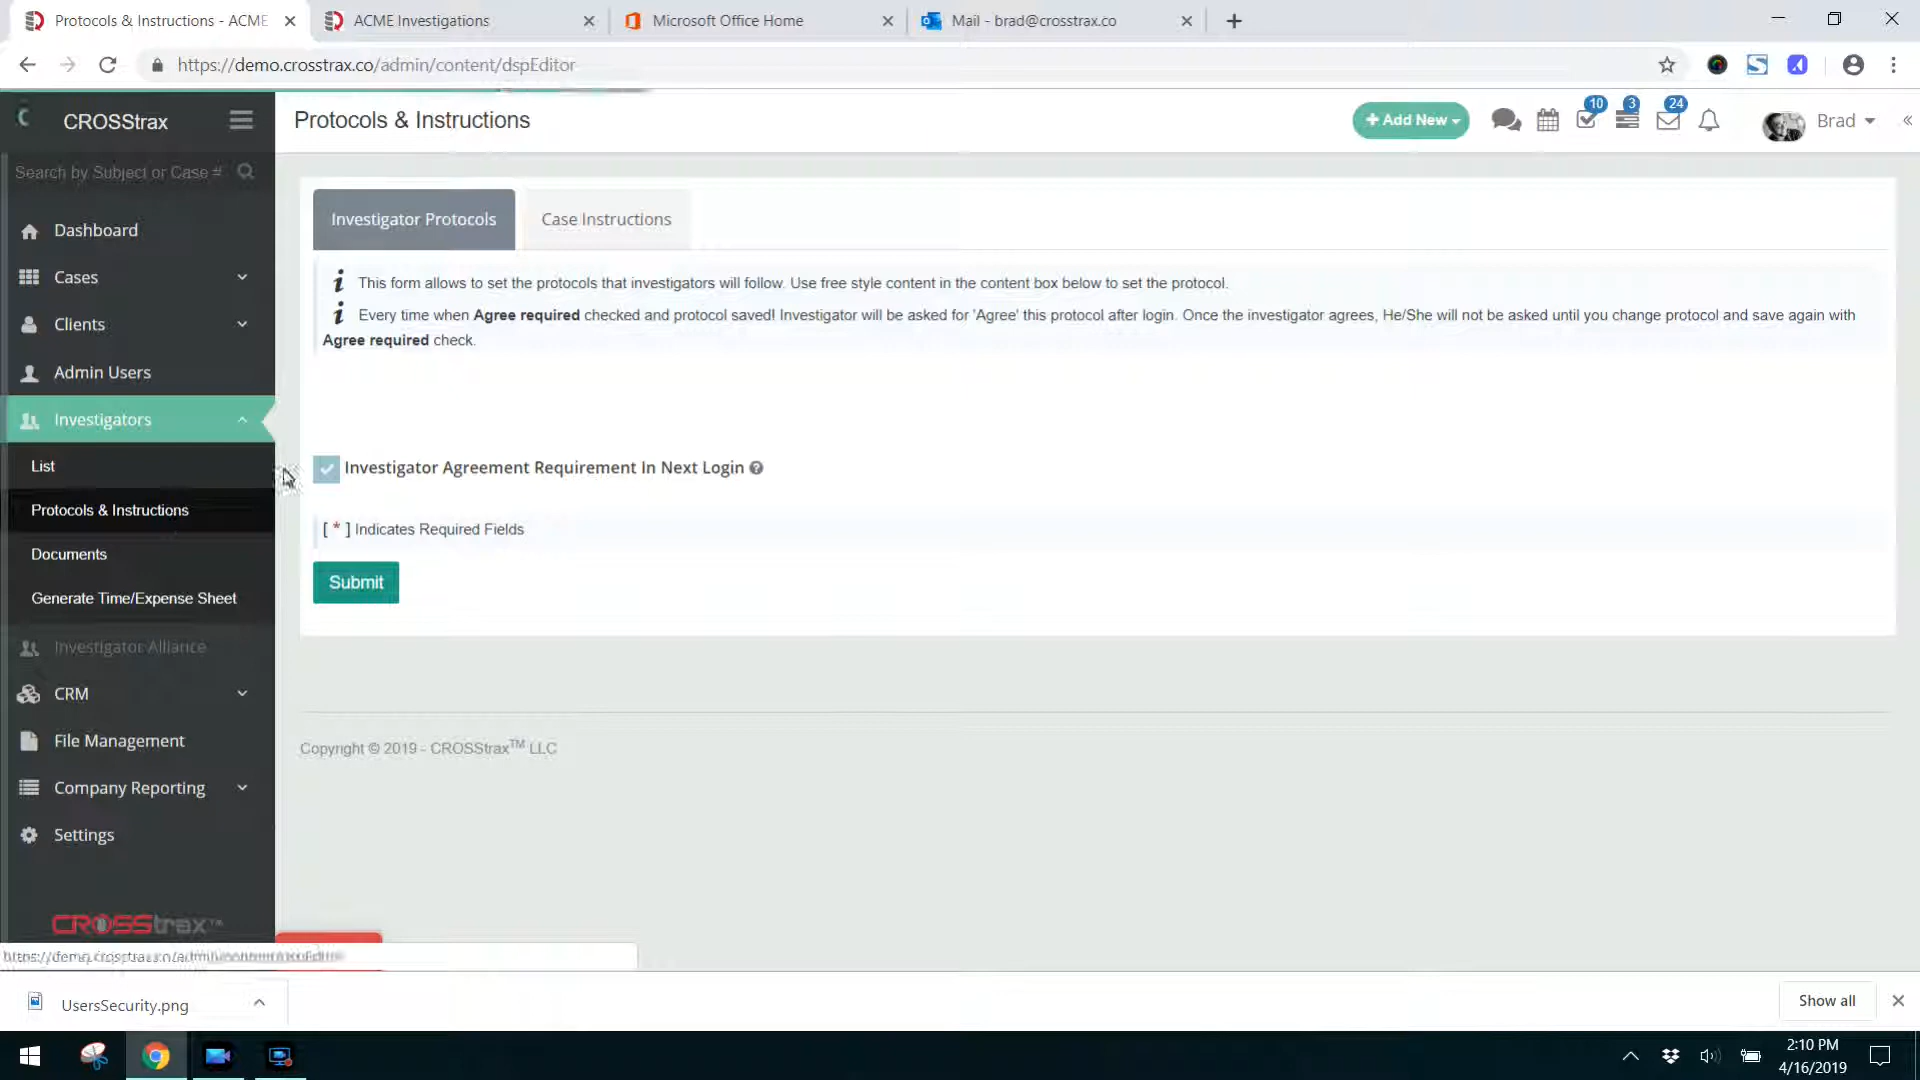 Protocols & Instructions - ACME
ACME Investigations
Microsoft Office Home
Mail - brad@crosstrax.co
https://demo.crosstrax.co/admin/content/dspEditor
CROSStrax
Protocols & Instructions
+ Add New
10
3
24
Brad
Search by Subject or Case #
Dashboard
Cases
Clients
Admin Users
Investigators
List
Protocols & Instructions
Documents
Generate Time/Expense Sheet
Investigator Alliance
CRM
File Management
Company Reporting
Settings
CROSStrax™
Investigator Protocols
Case Instructions
This form allows to set the protocols that investigators will follow. Use free style content in the content box below to set the protocol.
Every time when Agree required checked and protocol saved! Investigator will be asked for 'Agree' this protocol after login. Once the investigator agrees, He/She will not be asked until you change protocol and save again with
Agree required check.
Investigator Agreement Requirement In Next Login
[ * ] Indicates Required Fields
Submit
Copyright © 2019 - CROSStrax™ LLC
https://demo.crosstrax.co/admin/content/dspEditor
UsersSecurity.png
Show all
2:10 PM
4/16/2019